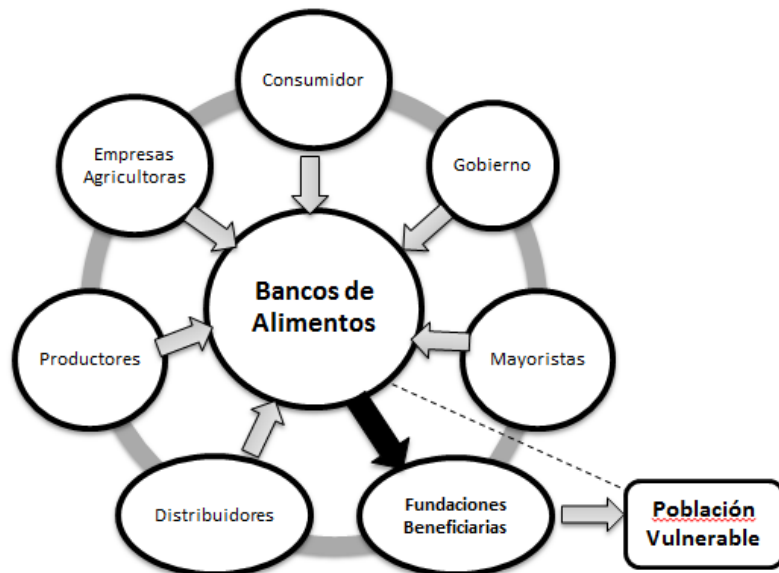 Consumidor
Empresas
Agricultoras
Gobierno
Bancos de
Alimentos
Productores
Mayoristas
Distribuidores
Fundaciones
Beneficiarias
Población
Vulnerable